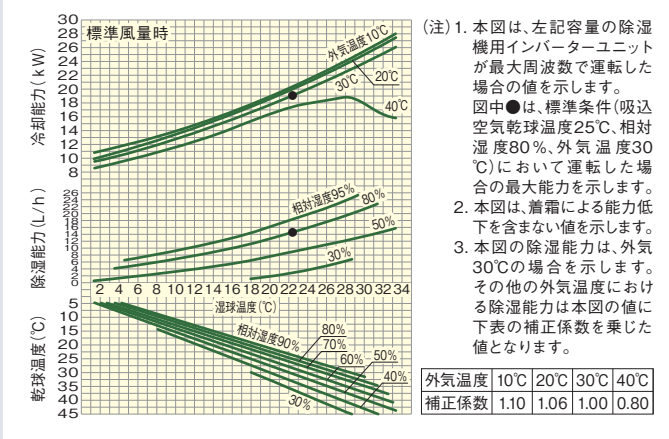 標準風量時
30
28
26
24
22
20
18
16
14
12
10
8
冷却能力（kW）
外気温度10℃
20℃
30℃
40℃
26
24
22
20
18
16
14
12
10
8
6
4
2
0
除湿能力（L/h）
相対湿度95%
80%
50%
30%
2 4 6 8 10 12 14 16 18 20 22 24 26 28 30 32 34
湿球温度（℃）
5
10
15
20
25
30
35
40
45
乾球温度（℃）
相対湿度90%
80%
70%
60%
50%
40%
30%
（注）1. 本図は、左記容量の除湿
機用インバーターユニット
が最大周波数で運転した
場合の値を示します。
図中●は、標準条件（吸込
空気乾球温度25℃、相対
湿度80%、外気温度30
℃）において運転した場
合の最大能力を示します。
2. 本図は、着霜による能力低
下を含まない値を示します。
3. 本図の除湿能力は、外気
30℃の場合を示します。
その他の外気温度におけ
る除湿能力は本図の値に
下表の補正係数を乗じた
値となります。
外気温度 10℃ 20℃ 30℃ 40℃
補正係数 1.10 1.06 1.00 0.80